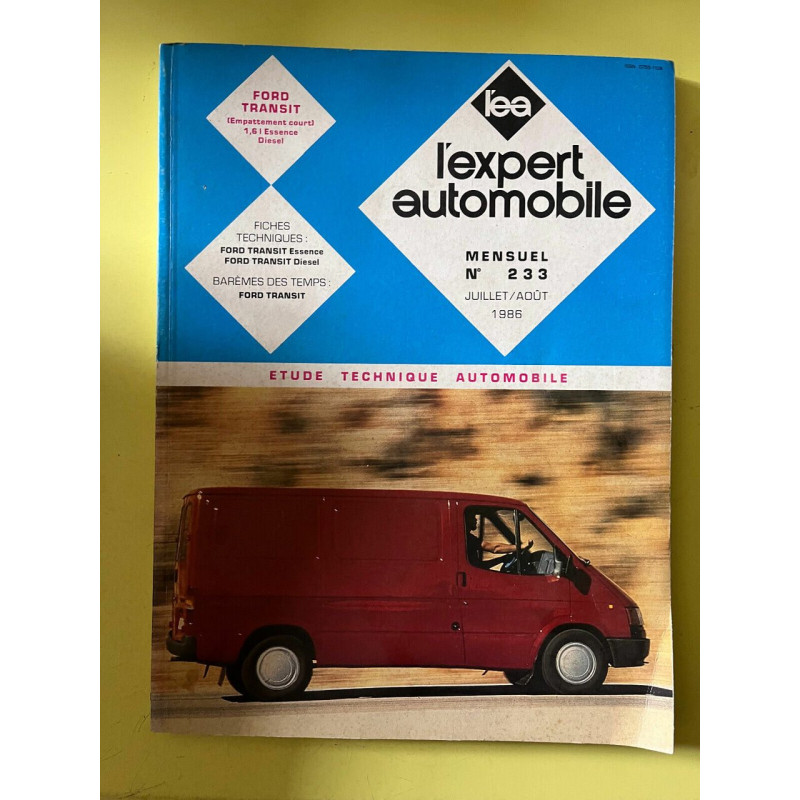 FORD
TRANSIT
(Empattement court)
1,6 l Essence
Diesel
FICHES
TECHNIQUES :
FORD TRANSIT Essence
FORD TRANSIT Diesel
BARÈMES DES TEMPS :
FORD TRANSIT
l'ea
l'expert
automobile
MENSUEL
N° 233
JUILLET/AOÛT
1986
ETUDE TECHNIQUE AUTOMOBILE